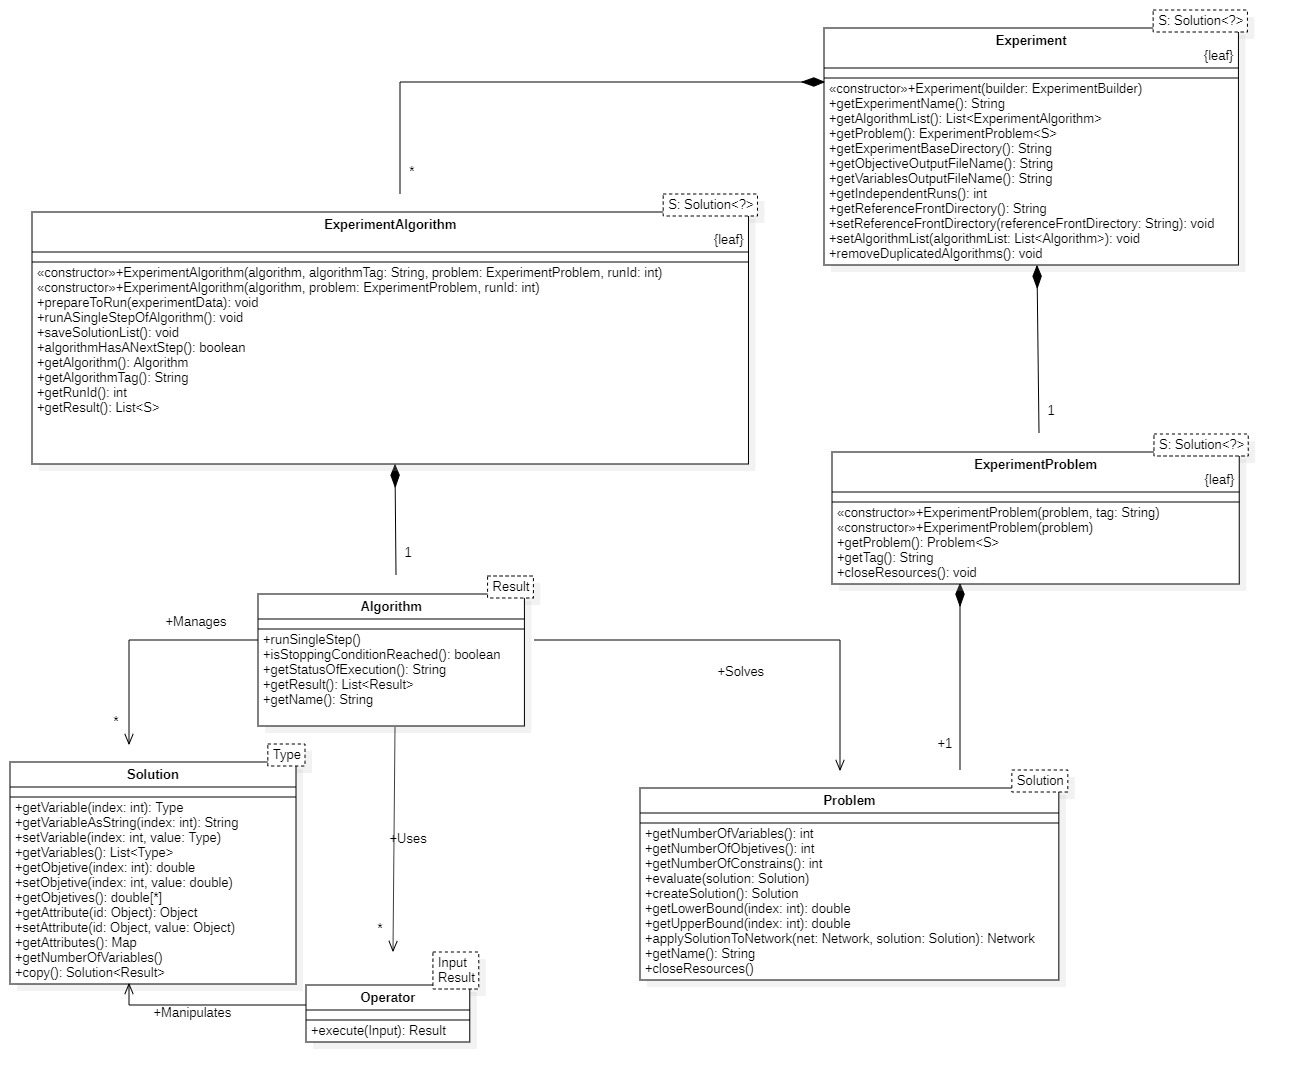 S: Solution<?>
Experiment
{leaf}
«constructor»+Experiment(builder: ExperimentBuilder)
+getExperimentName(): String
+getAlgorithmList(): List<ExperimentAlgorithm>
+getProblem(): ExperimentProblem<S>
+getExperimentBaseDirectory(): String
+getObjectiveOutputFileName(): String
+getVariablesOutputFileName(): String
+getIndependentRuns(): int
+getReferenceFrontDirectory(): String
+setReferenceFrontDirectory(referenceFrontDirectory: String): void
+setAlgorithmList(algorithmList: List<Algorithm>): void
+removeDuplicatedAlgorithms(): void
*
S: Solution<?>
ExperimentAlgorithm
{leaf}
«constructor»+ExperimentAlgorithm(algorithm, algorithmTag: String, problem: ExperimentProblem, runId: int)
«constructor»+ExperimentAlgorithm(algorithm, problem: ExperimentProblem, runId: int)
+prepareToRun(experimentData): void
+runASingleStepOfAlgorithm(): void
+saveSolutionList(): void
+algorithmHasANextStep(): boolean
+getAlgorithm(): Algorithm
+getAlgorithmTag(): String
+getRunId(): int
+getResult(): List<S>
1
S: Solution<?>
ExperimentProblem
{leaf}
«constructor»+ExperimentProblem(problem, tag: String)
«constructor»+ExperimentProblem(problem)
+getProblem(): Problem<S>
+getTag(): String
+closeResources(): void
1
Result
Algorithm
+runSingleStep()
+isStoppingConditionReached(): boolean
+getStatusOfExecution(): String
+getResult(): List<Result>
+getName(): String
+Manages
*
+Solves
+1
+Uses
*
Type
Solution
+getVariable(index: int): Type
+getVariableAsString(index: int): String
+setVariable(index: int, value: Type)
+getVariables(): List<Type>
+getObjetive(index: int): double
+setObjetive(index: int, value: double)
+getObjetives(): double[*]
+getAttribute(id: Object): Object
+setAttribute(id: Object, value: Object)
+getAttributes(): Map
+getNumberOfVariables()
+copy(): Solution<Result>
Solution
Problem
+getNumberOfVariables(): int
+getNumberOfObjetives(): int
+getNumberOfConstrains(): int
+evaluate(solution: Solution)
+createSolution(): Solution
+getLowerBound(index: int): double
+getUpperBound(index: int): double
+applySolutionToNetwork(net: Network, solution: Solution): Network
+getName(): String
+closeResources()
Input
Result
Operator
+execute(Input): Result
+Manipulates